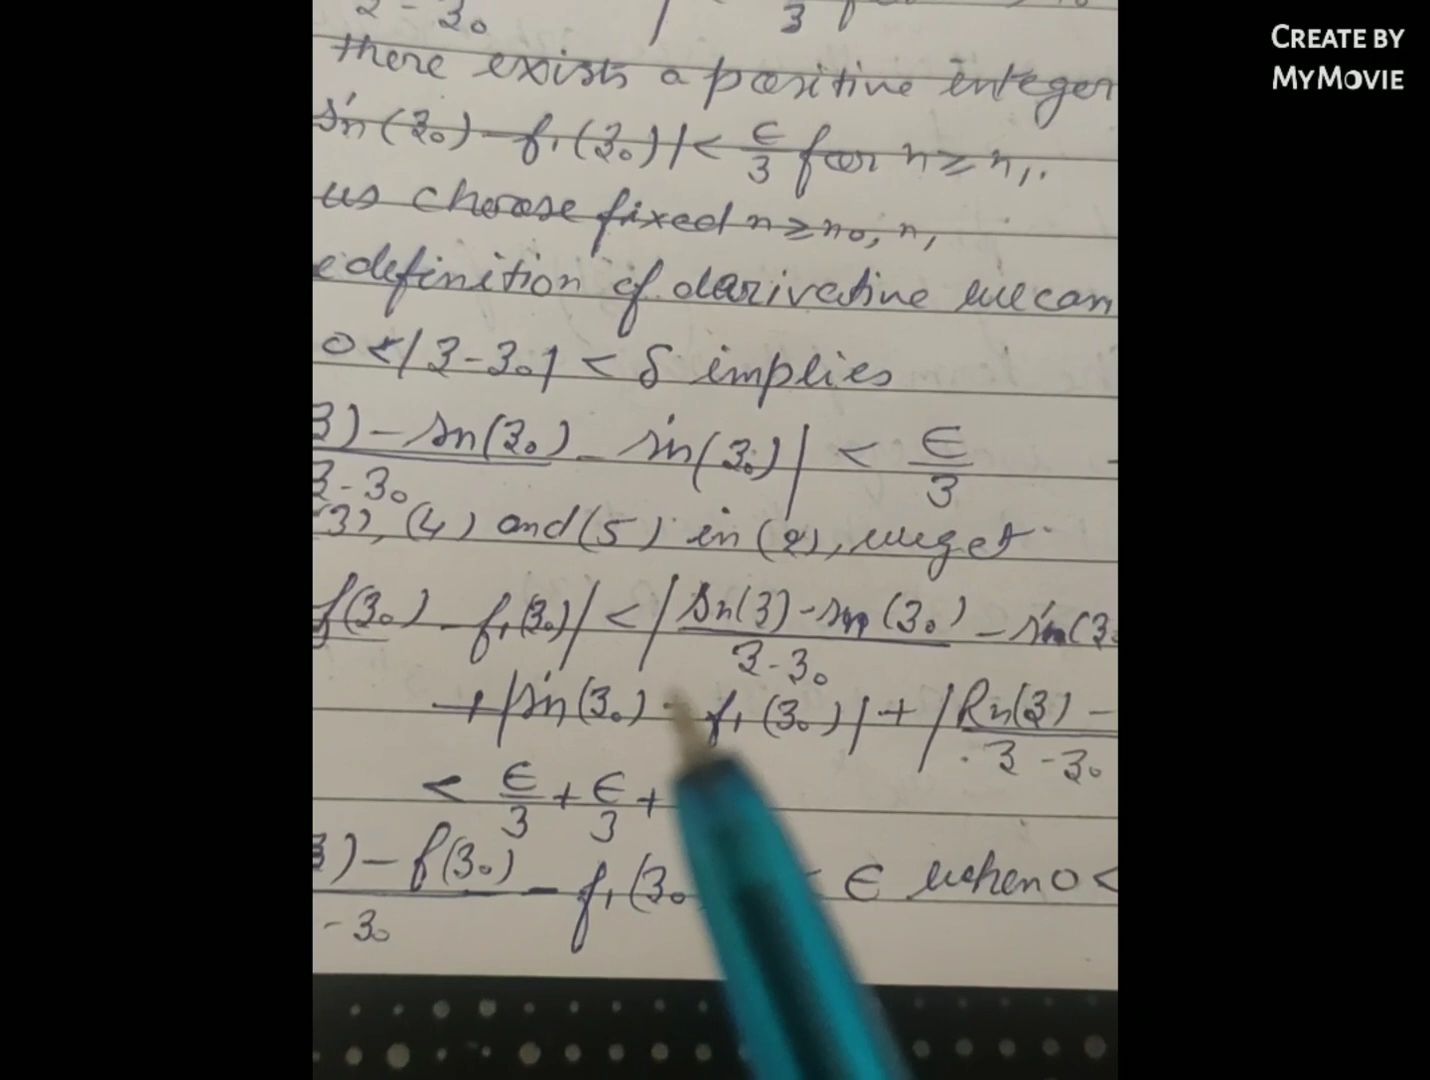 z - z₀ | 3
there exists a positive integer
s'n(z₀) - f₁(z₀)| < ϵ/3 for n ≥ n₁.
us choose fixed n ≥ n₀, n₁
e definition of darivative we can
0 < |z - z₀| < δ implies
z) - sn(z₀) / z - z₀ - s'n(z₀)| < ϵ/3
(3), (4) and (5) in (2), we get
f(z₀) - f₁(z₀)| < | sn(z) - sn(z₀) / z - z₀ - s'n(z
+ |s'n(z₀) - f₁(z₀)| + | Rn(z) - / z - z₀
< ϵ/3 + ϵ/3 +
z) - f(z₀) / - z₀ - f₁(z₀ < ϵ when 0 <
CREATE BY
MYMOVIE